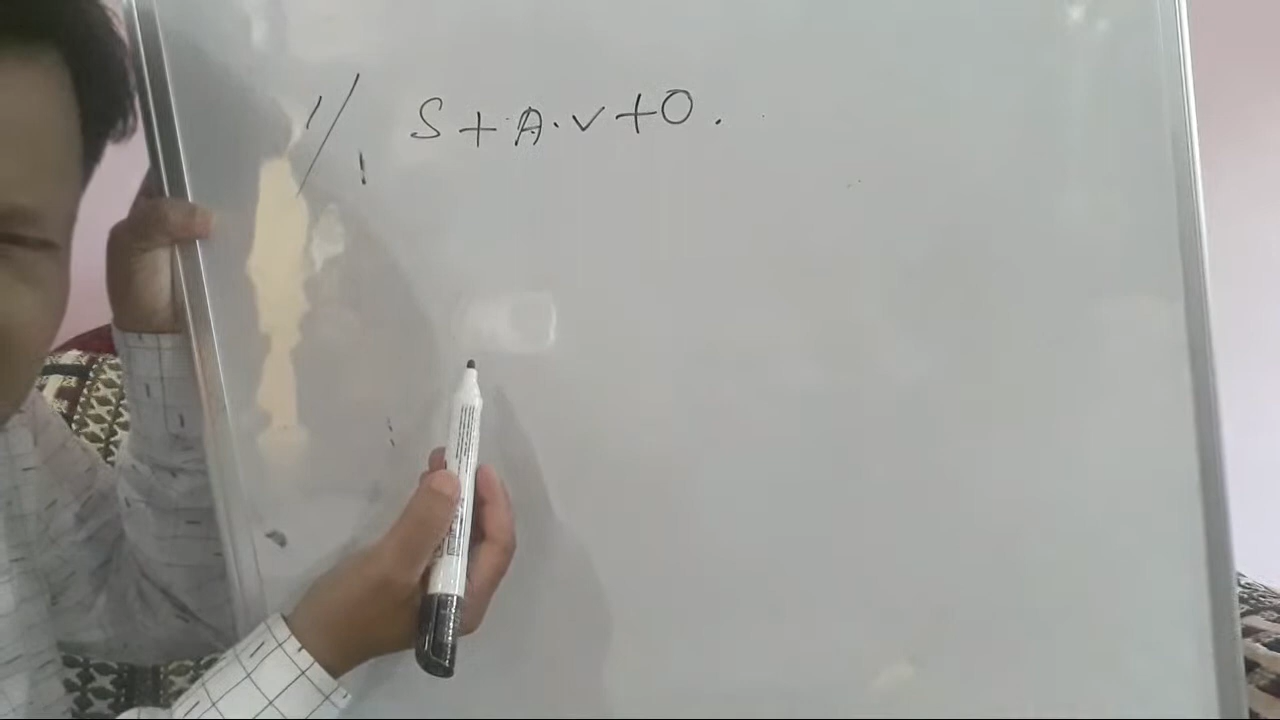 1/ S + A.V + O.